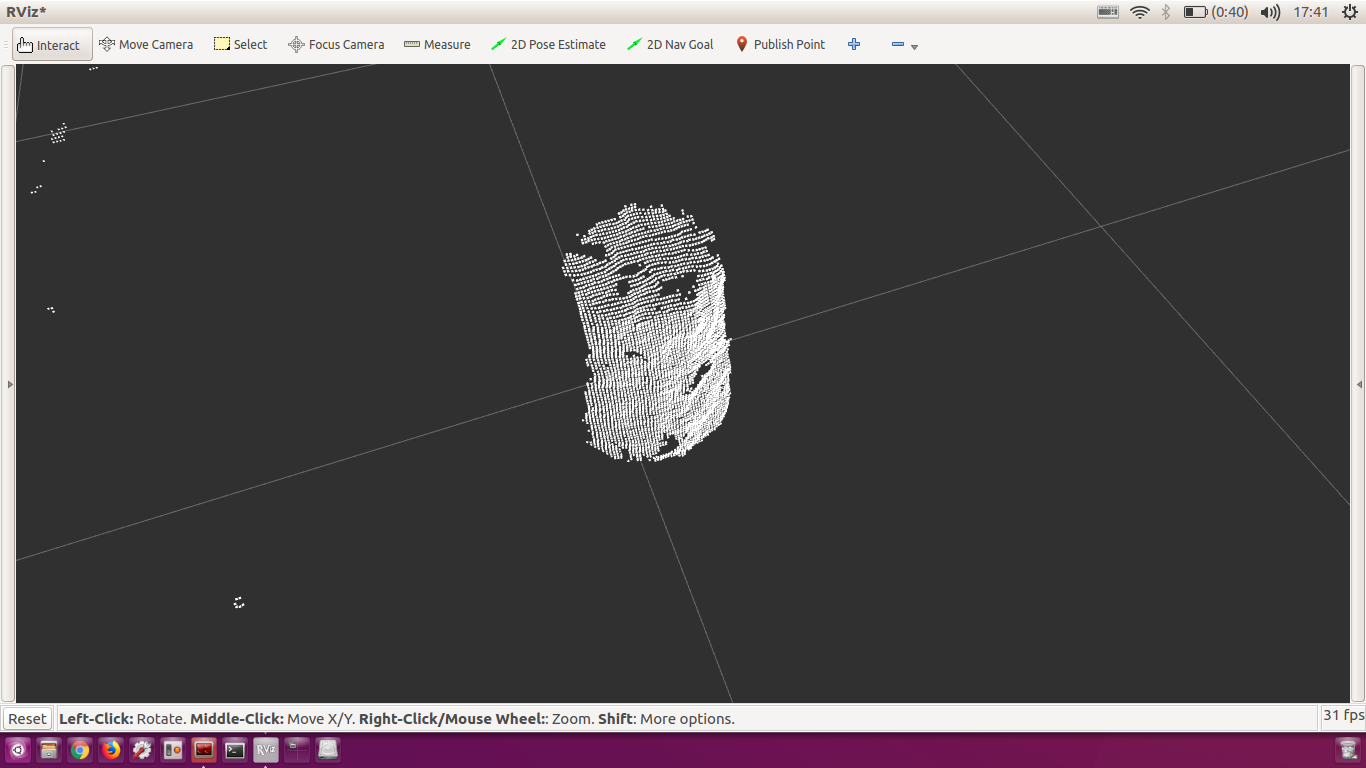 RViz*
(0:40)
17:41
Interact Move Camera Select Focus Camera Measure 2D Pose Estimate 2D Nav Goal Publish Point
Reset Left-Click: Rotate. Middle-Click: Move X/Y. Right-Click/Mouse Wheel:: Zoom. Shift: More options. 31 fps
RViz